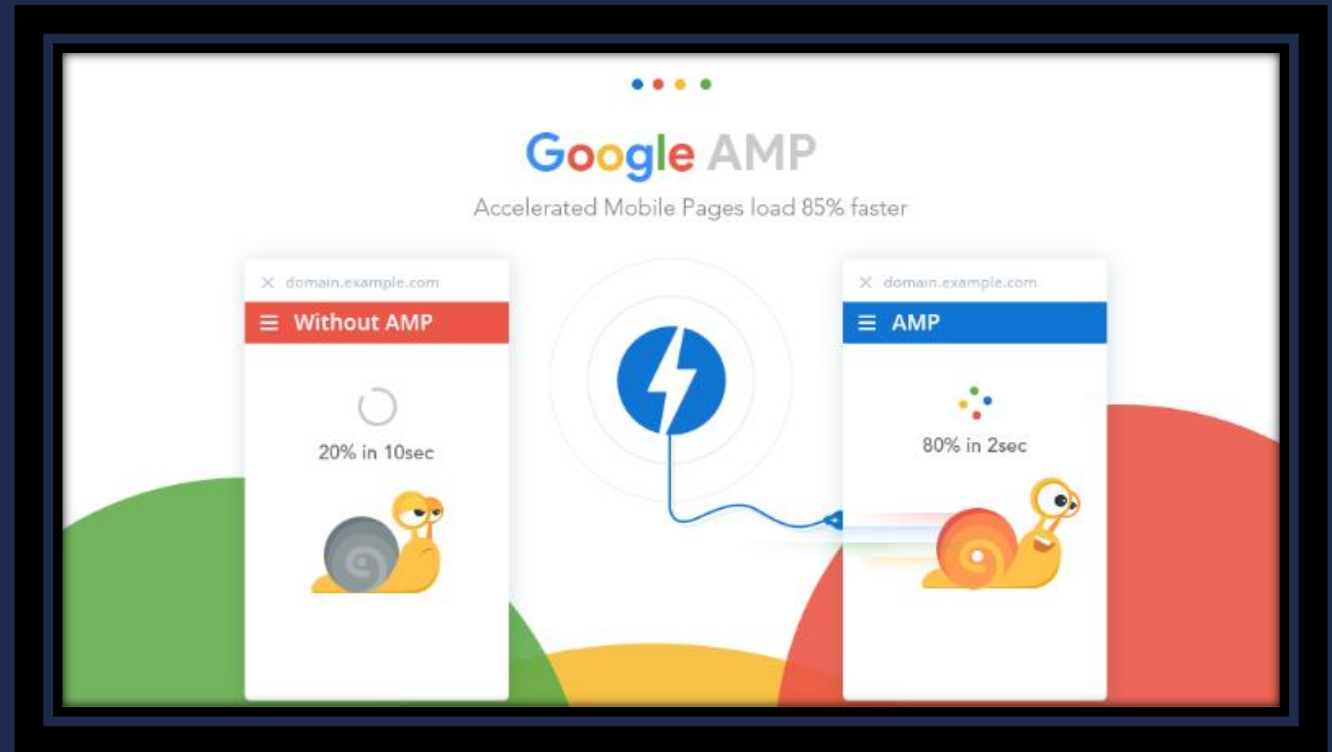 Google AMP
Accelerated Mobile Pages load 85% faster
domain.example.com
Without AMP
20% in 10sec
domain.example.com
AMP
80% in 2sec